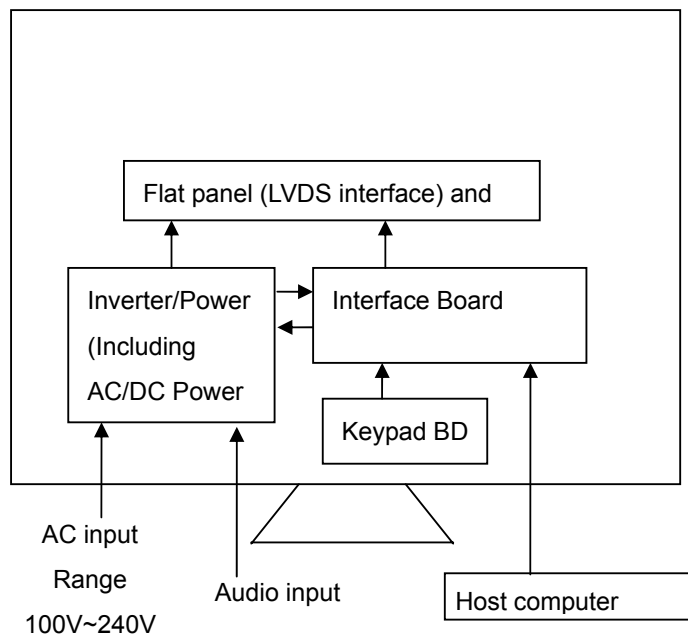 Flat panel (LVDS interface) and
Inverter/Power
(Including
AC/DC Power
Interface Board
Keypad BD
AC input
Range
100V~240V
Audio input
Host computer